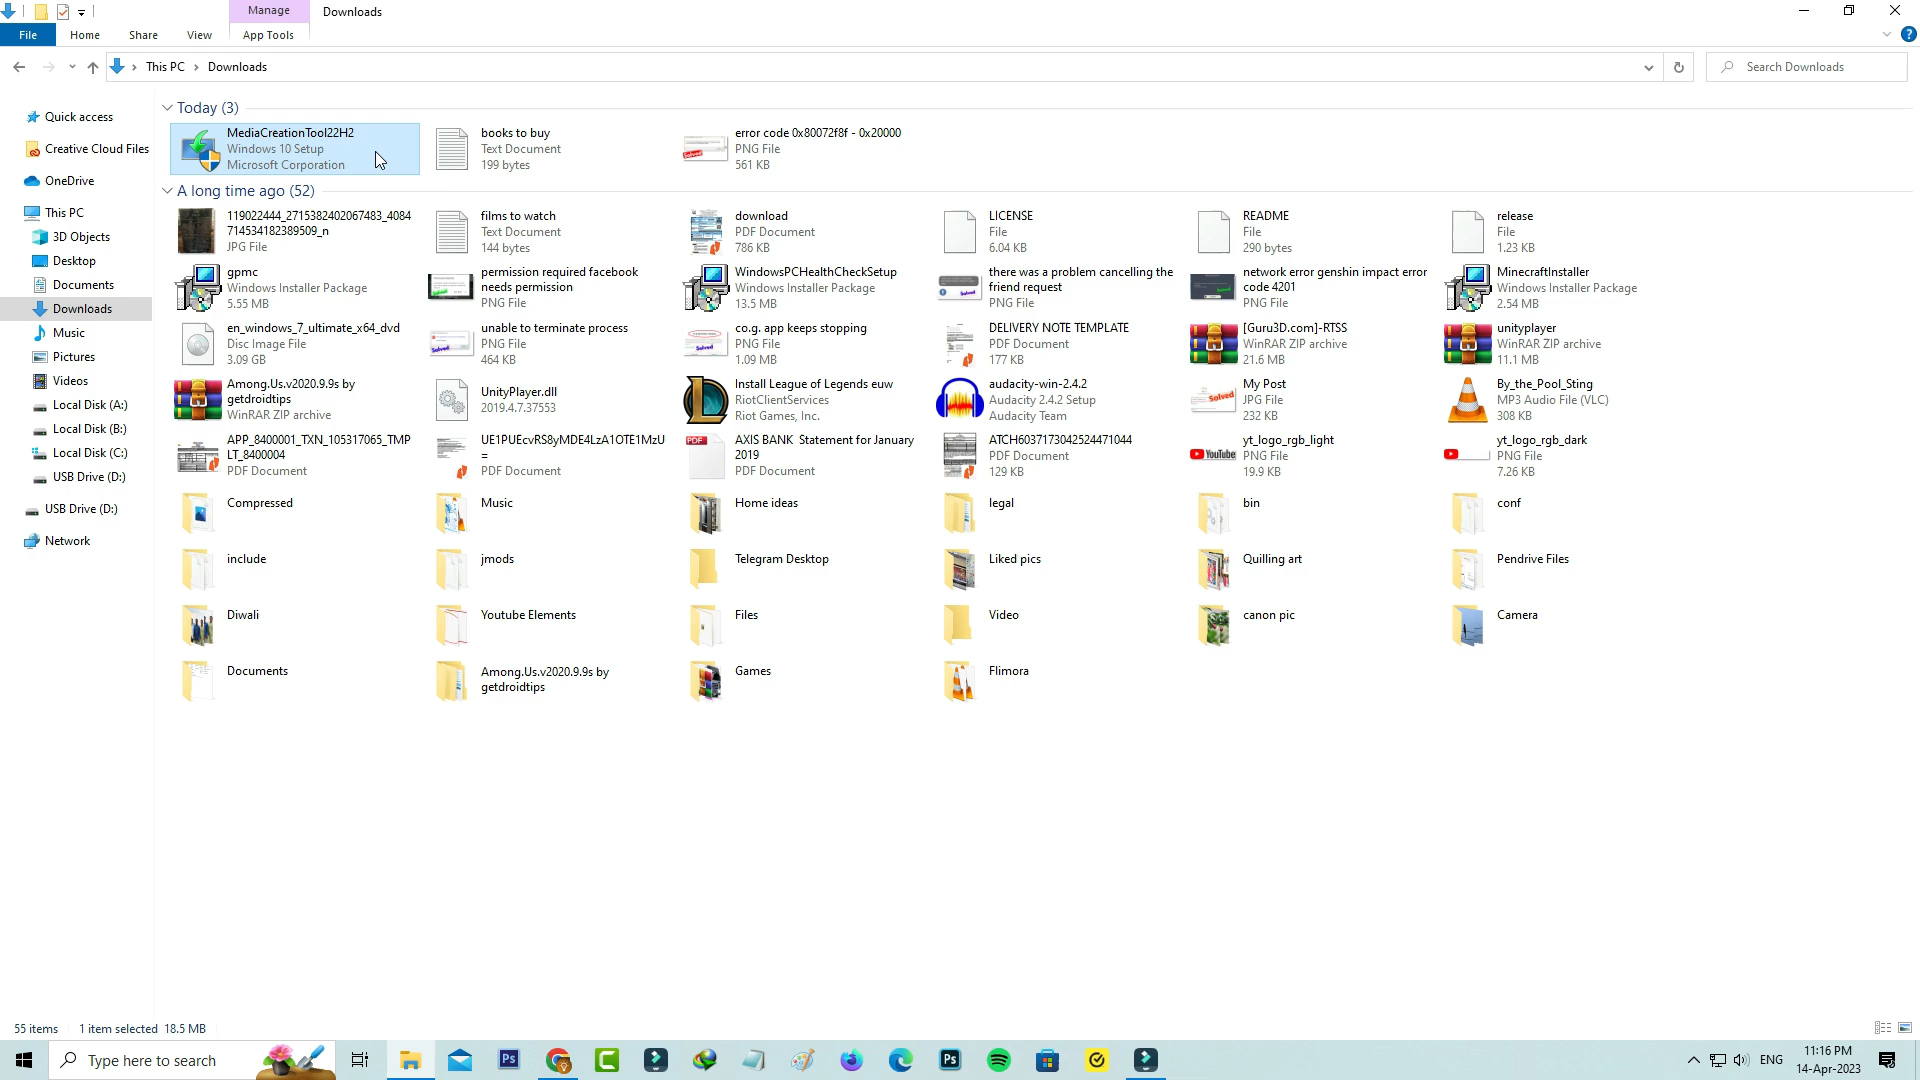 Manage
Downloads
File
Home
Share
View
App Tools
This PC
Downloads
Search Downloads
Quick access
Creative Cloud Files
OneDrive
This PC
3D Objects
Desktop
Documents
Downloads
Music
Pictures
Videos
Local Disk (A:)
Local Disk (B:)
Local Disk (C:)
USB Drive (D:)
USB Drive (D:)
Network
Today (3)
MediaCreationTool22H2
Windows 10 Setup
Microsoft Corporation
books to buy
Text Document
199 bytes
error code 0x80072f8f - 0x20000
PNG File
561 KB
A long time ago (52)
119022444_2715382402067483_4084
714534182389509_n
JPG File
films to watch
Text Document
144 bytes
download
PDF Document
786 KB
LICENSE
File
6.04 KB
README
File
290 bytes
release
File
1.23 KB
gpmc
Windows Installer Package
5.55 MB
permission required facebook
needs permission
PNG File
WindowsPCHealthCheckSetup
Windows Installer Package
13.5 MB
there was a problem cancelling the
friend request
PNG File
network error genshin impact error
code 4201
PNG File
MinecraftInstaller
Windows Installer Package
2.54 MB
en_windows_7_ultimate_x64_dvd
Disc Image File
3.09 GB
unable to terminate process
PNG File
464 KB
co.g. app keeps stopping
PNG File
1.09 MB
DELIVERY NOTE TEMPLATE
PDF Document
177 KB
[Guru3D.com]-RTSS
WinRAR ZIP archive
21.6 MB
unityplayer
WinRAR ZIP archive
11.1 MB
Among.Us.v2020.9.9s by
getdroidtips
WinRAR ZIP archive
UnityPlayer.dll
2019.4.7.37553
Install League of Legends euw
RiotClientServices
Riot Games, Inc.
audacity-win-2.4.2
Audacity 2.4.2 Setup
Audacity Team
My Post
JPG File
232 KB
By_the_Pool_Sting
MP3 Audio File (VLC)
308 KB
APP_8400001_TXN_105317065_TMP
LT_8400004
PDF Document
UE1PUEcvRS8yMDE4LzA1OTE1MzU
=
PDF Document
AXIS BANK  Statement for January
2019
PDF Document
ATCH6037173042524471044
PDF Document
129 KB
yt_logo_rgb_light
PNG File
19.9 KB
yt_logo_rgb_dark
PNG File
7.26 KB
Compressed
Music
Home ideas
legal
bin
conf
include
jmods
Telegram Desktop
Liked pics
Quilling art
Pendrive Files
Diwali
Youtube Elements
Files
Video
canon pic
Camera
Documents
Among.Us.v2020.9.9s by
getdroidtips
Games
Flimora
55 items
1 item selected  18.5 MB
Type here to search
ENG
11:16 PM
14-Apr-2023